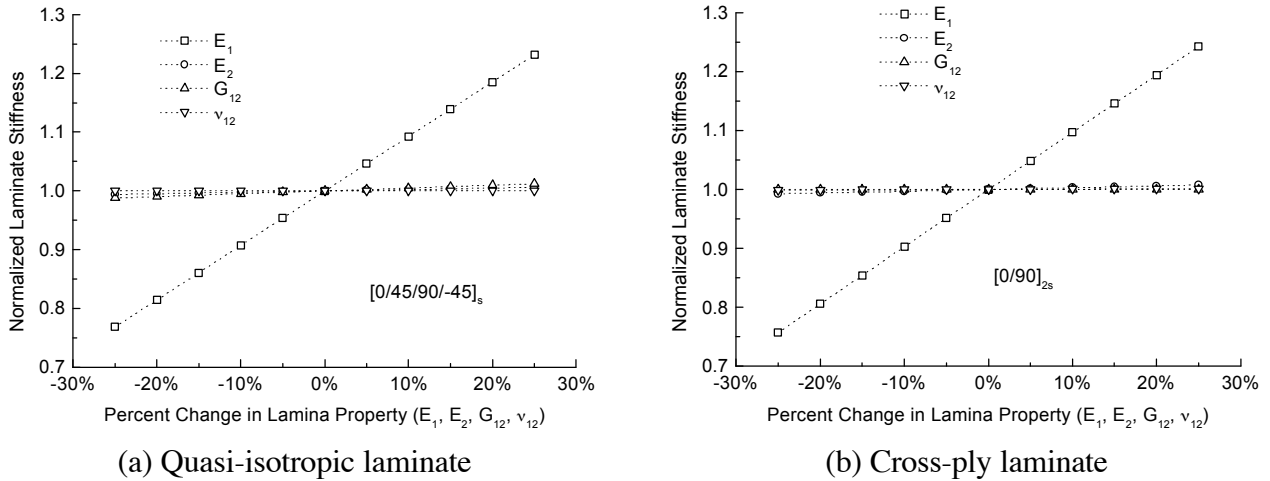 E₁
E₂
G₁₂
ν₁₂
1.3
1.2
1.1
1.0
0.9
0.8
0.7
Normalized Laminate Stiffness
[0/45/90/-45]ₛ
-30% -20% -10% 0% 10% 20% 30%
Percent Change in Lamina Property (E₁, E₂, G₁₂, ν₁₂)
(a) Quasi-isotropic laminate
E₁
E₂
G₁₂
ν₁₂
1.3
1.2
1.1
1.0
0.9
0.8
0.7
Normalized Laminate Stiffness
[0/90]₂ₛ
-30% -20% -10% 0% 10% 20% 30%
Percent Change in Lamina Property (E₁, E₂, G₁₂, ν₁₂)
(b) Cross-ply laminate